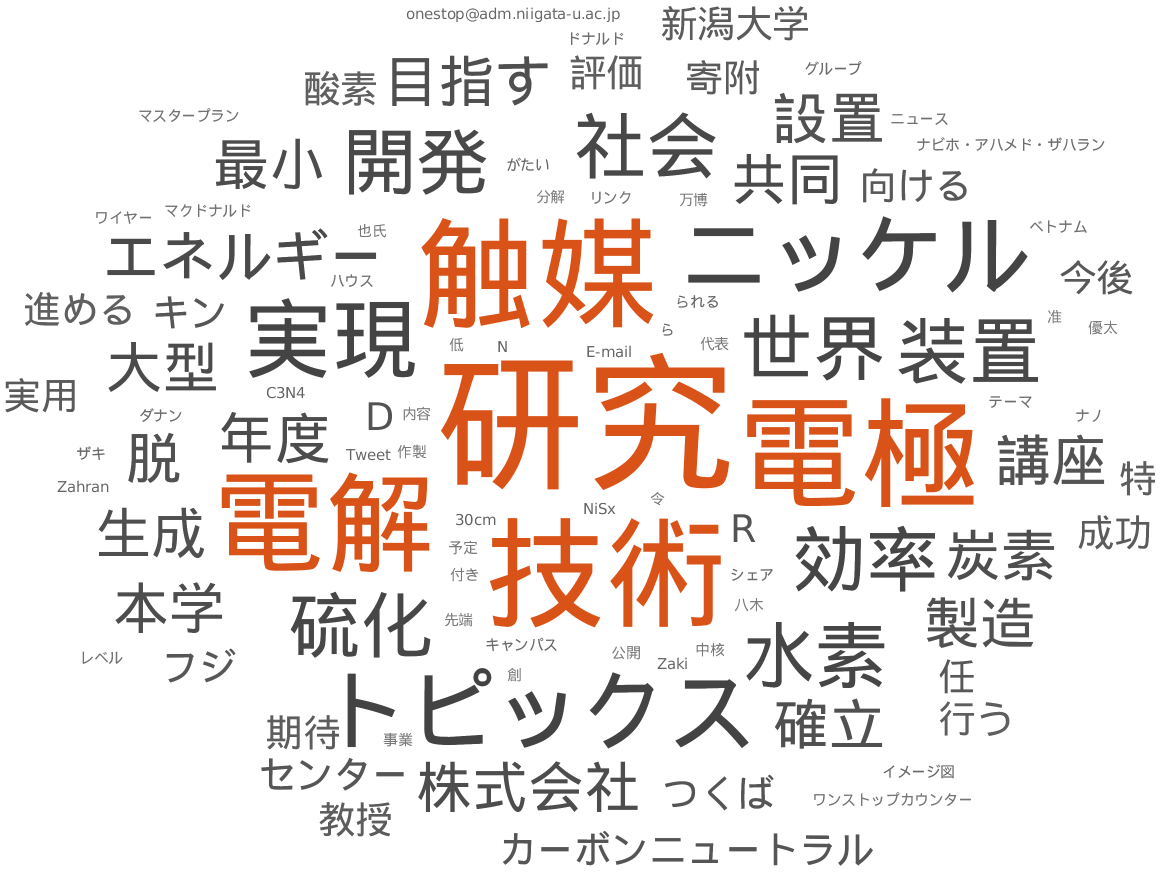 onestop@adm.niigata-u.ac.jp
新潟大学
ドナルド
目指す
評価
寄附
グループ
酸素
マスタープラン
設置
ニュース
最小
開発
社会
ナビホ・アハメド・ザハラン
がたい
共同
向ける
分解
リンク
万博
ワイヤー
マクドナルド
也氏
エネルギー
触媒
ニッケル
ベトナム
ハウス
今後
進める
キン
られる
実現
ら
准
優太
低
N
E-mail
代表
世界
装置
大型
実用
C3N4
研究
テーマ
ダナン
年度
D
内容
電極
ナノ
ザキ
脱
Tweet
作製
講座
特
Zahran
電解
令
NiSx
30cm
生成
技術
R
効率
炭素
成功
予定
付き
シェア
本学
硫化
先端
八木
製造
キャンパス
公開
中核
水素
レベル
フジ
Zaki
創
任
トピックス
確立
行う
期待
事業
センター
株式会社
つくば
イメージ図
ワンストップカウンター
教授
カーボンニュートラル